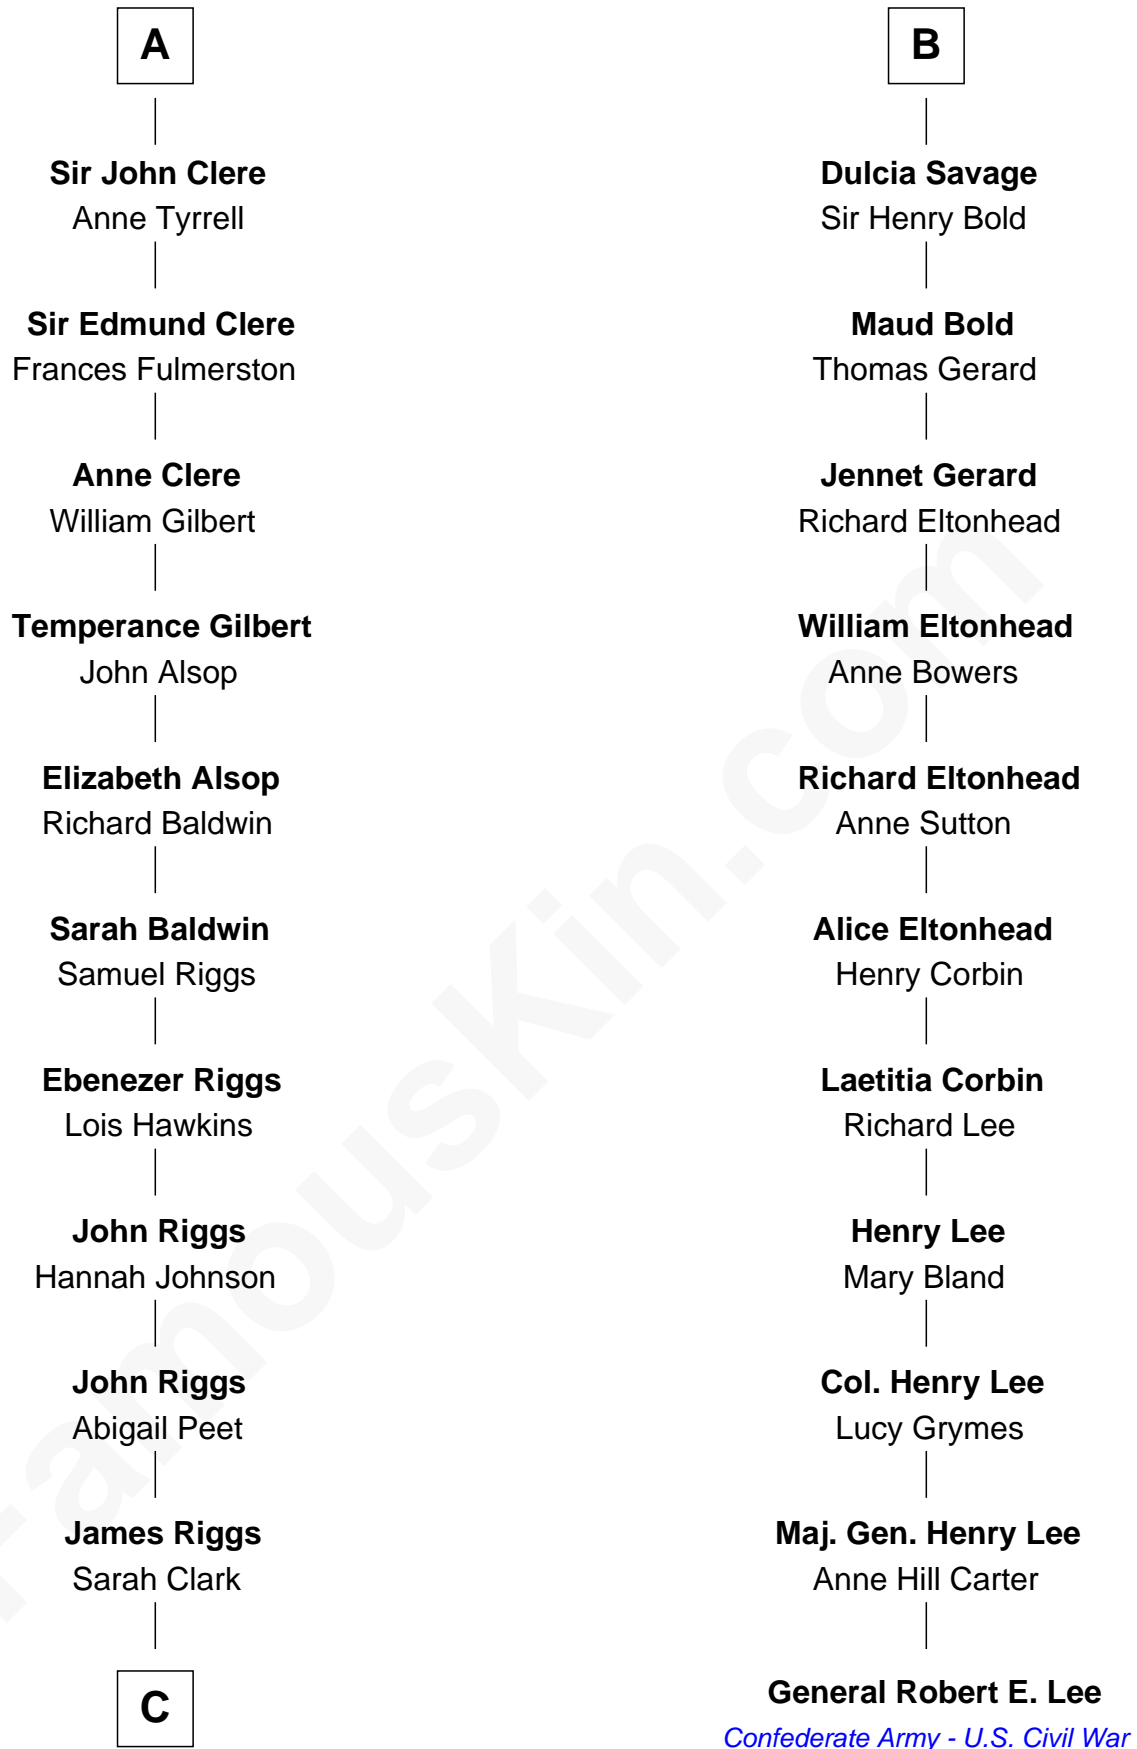 A
Sir John Clere
Anne Tyrrell
Sir Edmund Clere
Frances Fulmerston
Anne Clere
William Gilbert
Temperance Gilbert
John Alsop
Elizabeth Alsop
Richard Baldwin
Sarah Baldwin
Samuel Riggs
Ebenezer Riggs
Lois Hawkins
John Riggs
Hannah Johnson
John Riggs
Abigail Peet
James Riggs
Sarah Clark
C
B
Dulcia Savage
Sir Henry Bold
Maud Bold
Thomas Gerard
Jennet Gerard
Richard Eltonhead
William Eltonhead
Anne Bowers
Richard Eltonhead
Anne Sutton
Alice Eltonhead
Henry Corbin
Laetitia Corbin
Richard Lee
Henry Lee
Mary Bland
Col. Henry Lee
Lucy Grymes
Maj. Gen. Henry Lee
Anne Hill Carter
General Robert E. Lee
Confederate Army - U.S. Civil War
FamousKin.com